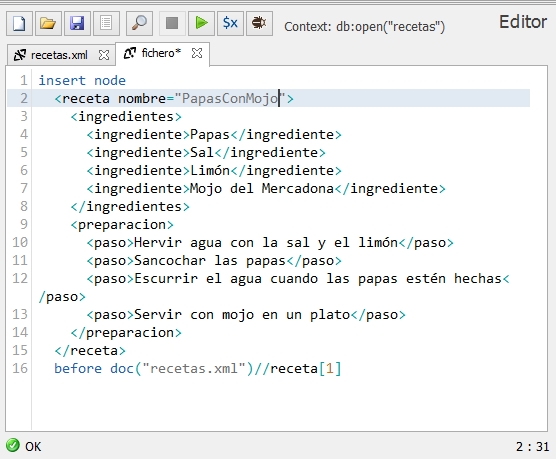 $x
Context: db:open("recetas")
Editor
recetas.xml
fichero*
1 insert node
2 <receta nombre="PapasConMojo">
3 <ingredientes>
4 <ingrediente>Papas</ingrediente>
5 <ingrediente>Sal</ingrediente>
6 <ingrediente>Limón</ingrediente>
7 <ingrediente>Mojo del Mercadona</ingrediente>
8 </ingredientes>
9 <preparacion>
10 <paso>Hervir agua con la sal y el limón</paso>
11 <paso>Sancochar las papas</paso>
12 <paso>Escurrir el agua cuando las papas estén hechas<
/paso>
13 <paso>Servir con mojo en un plato</paso>
14 </preparacion>
15 </receta>
16 before doc("recetas.xml")//receta[1]
OK
2 : 31